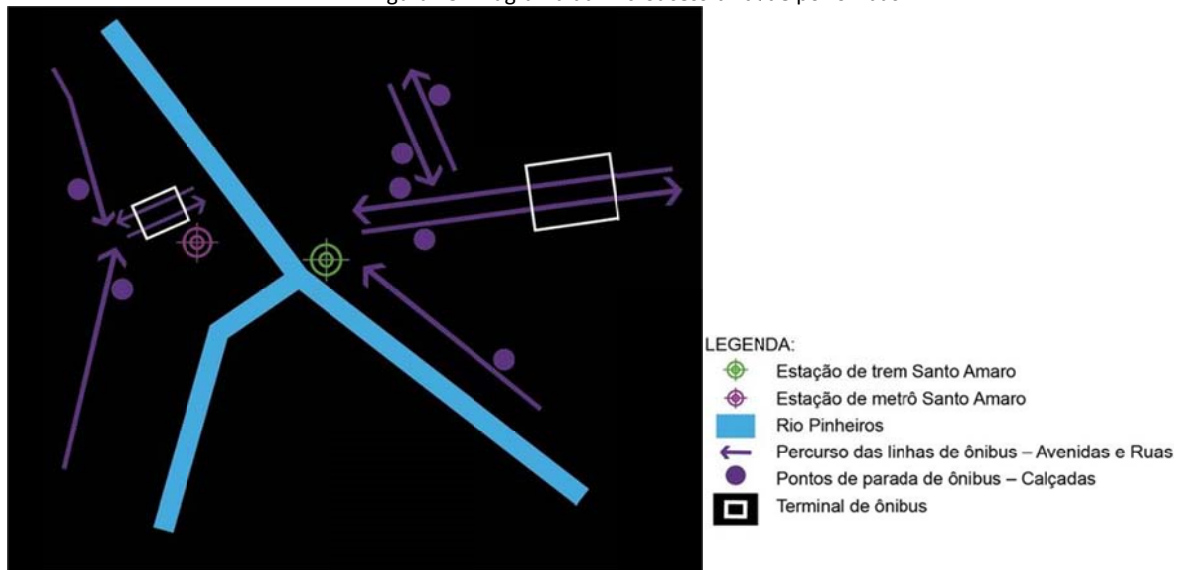 LEGENDA:
Estação de trem Santo Amaro
Estação de metrô Santo Amaro
Rio Pinheiros
Percurso das linhas de ônibus – Avenidas e Ruas
Pontos de parada de ônibus – Calçadas
Terminal de ônibus